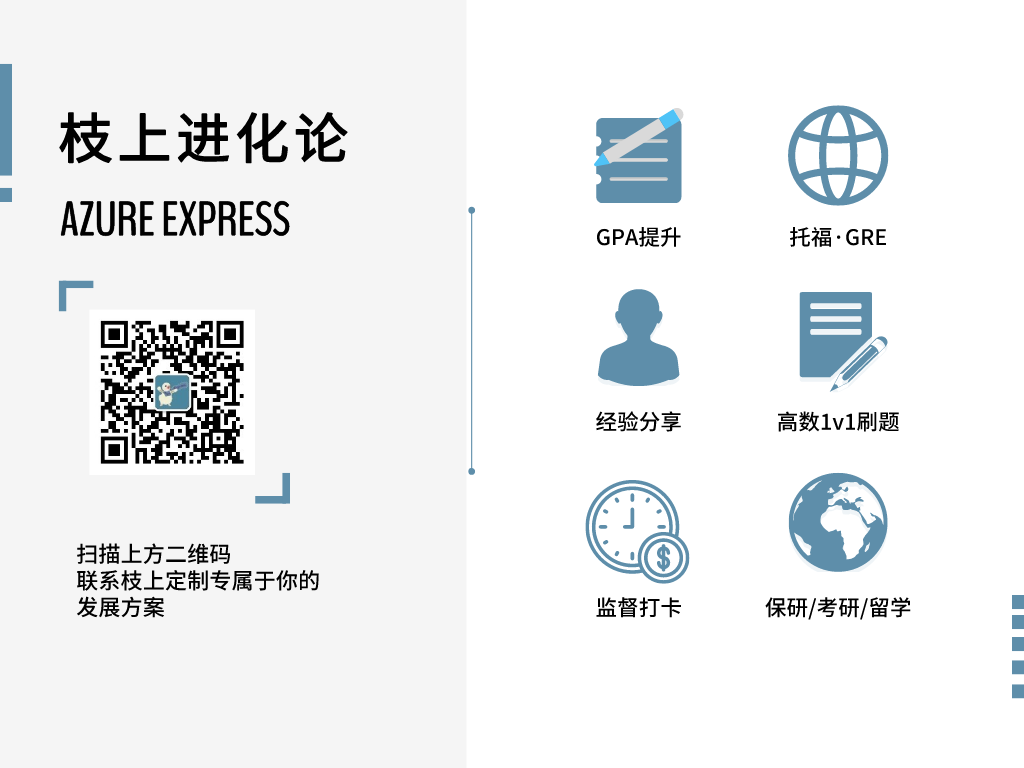 枝上进化论
AZURE EXPRESS
扫描上方二维码
联系枝上定制专属于你的
发展方案
GPA提升
托福·GRE
经验分享
高数1v1刷题
$
监督打卡
保研/考研/留学